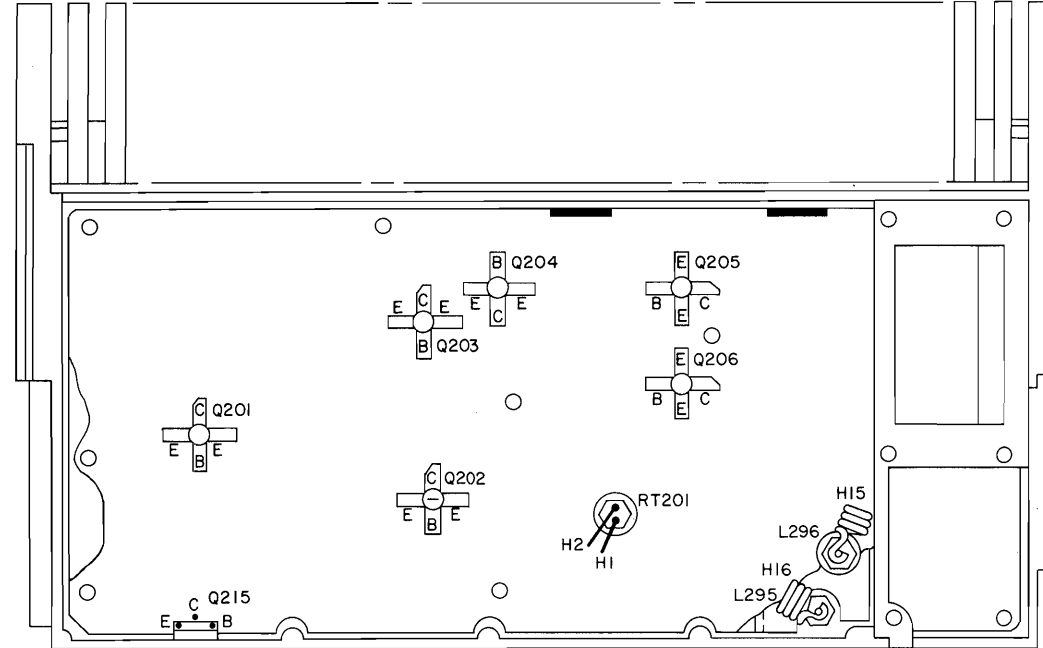 B Q204
E E
C
E Q205
B C
E
C
E E
B Q203
E Q206
B C
E
C Q201
E E
B
C Q202
E E
B
RT201
H2
H1
H15
L296
H16
L295
C Q215
E B